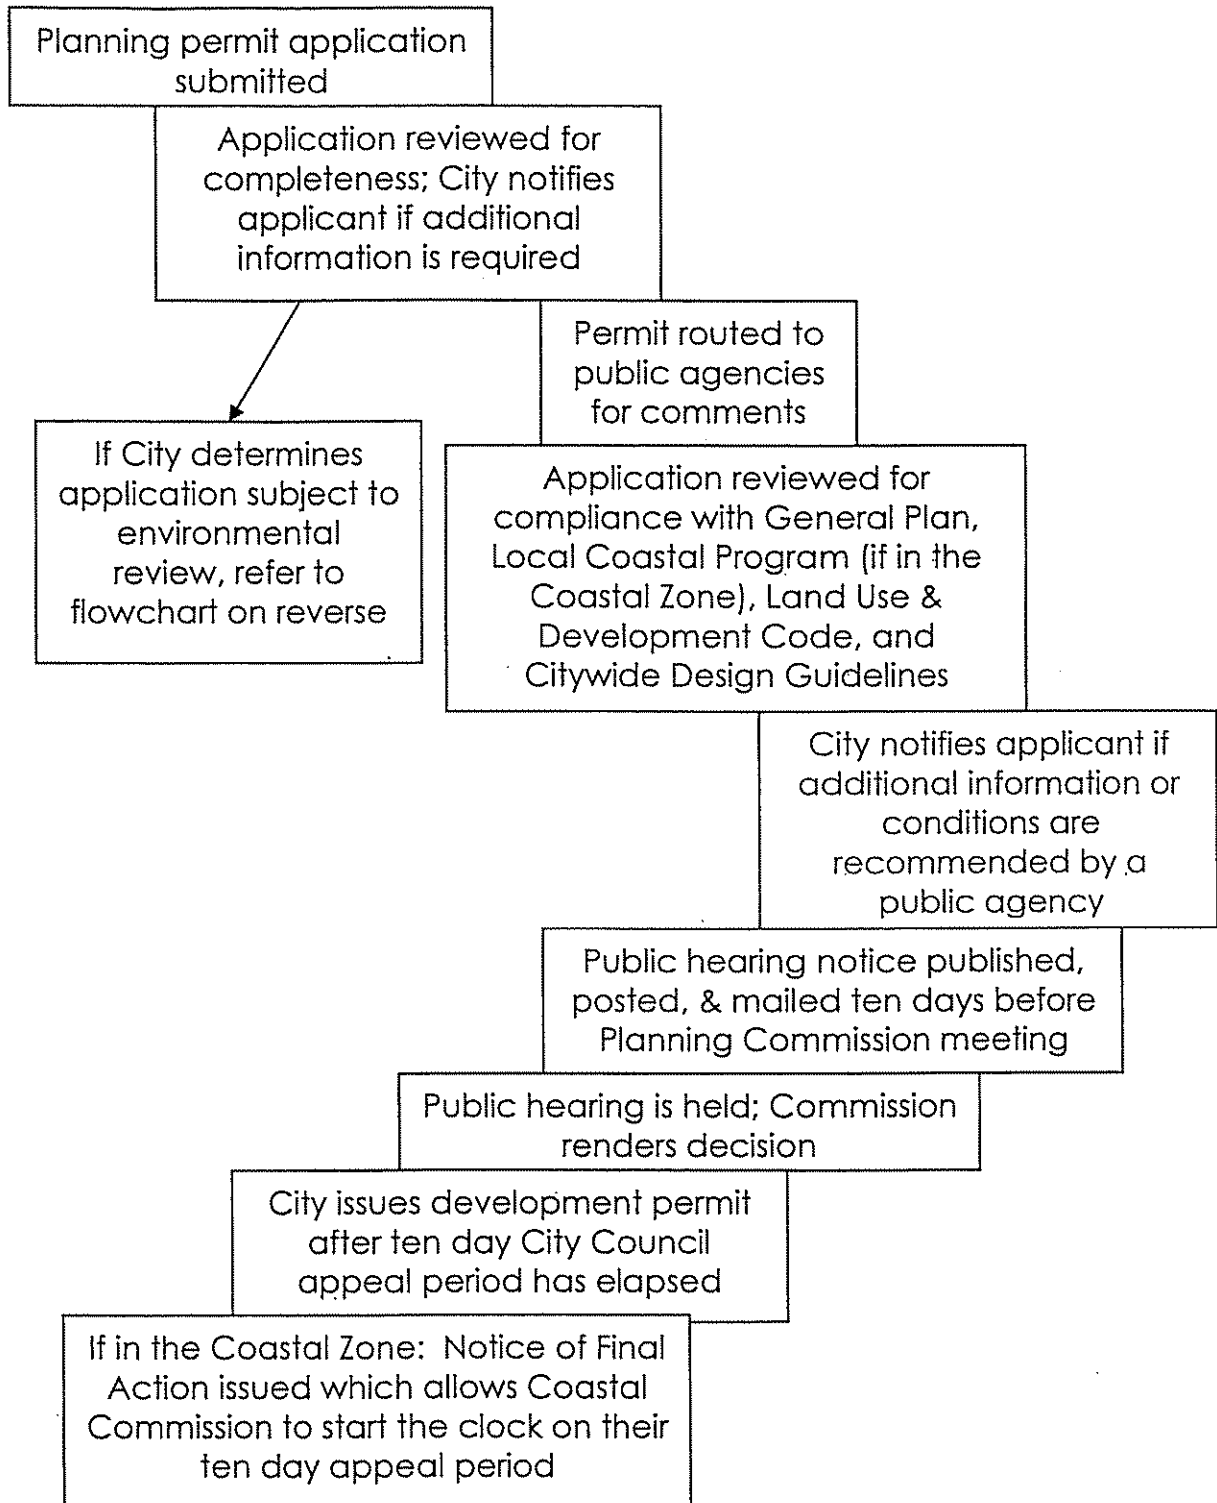 Planning permit application
submitted
Application reviewed for
completeness; City notifies
applicant if additional
information is required
Permit routed to
public agencies
for comments
If City determines
application subject to
environmental
review, refer to
flowchart on reverse
Application reviewed for
compliance with General Plan,
Local Coastal Program (if in the
Coastal Zone), Land Use &
Development Code, and
Citywide Design Guidelines
City notifies applicant if
additional information or
conditions are
recommended by a
public agency
Public hearing notice published,
posted, & mailed ten days before
Planning Commission meeting
Public hearing is held; Commission
renders decision
City issues development permit
after ten day City Council
appeal period has elapsed
If in the Coastal Zone: Notice of Final
Action issued which allows Coastal
Commission to start the clock on their
ten day appeal period